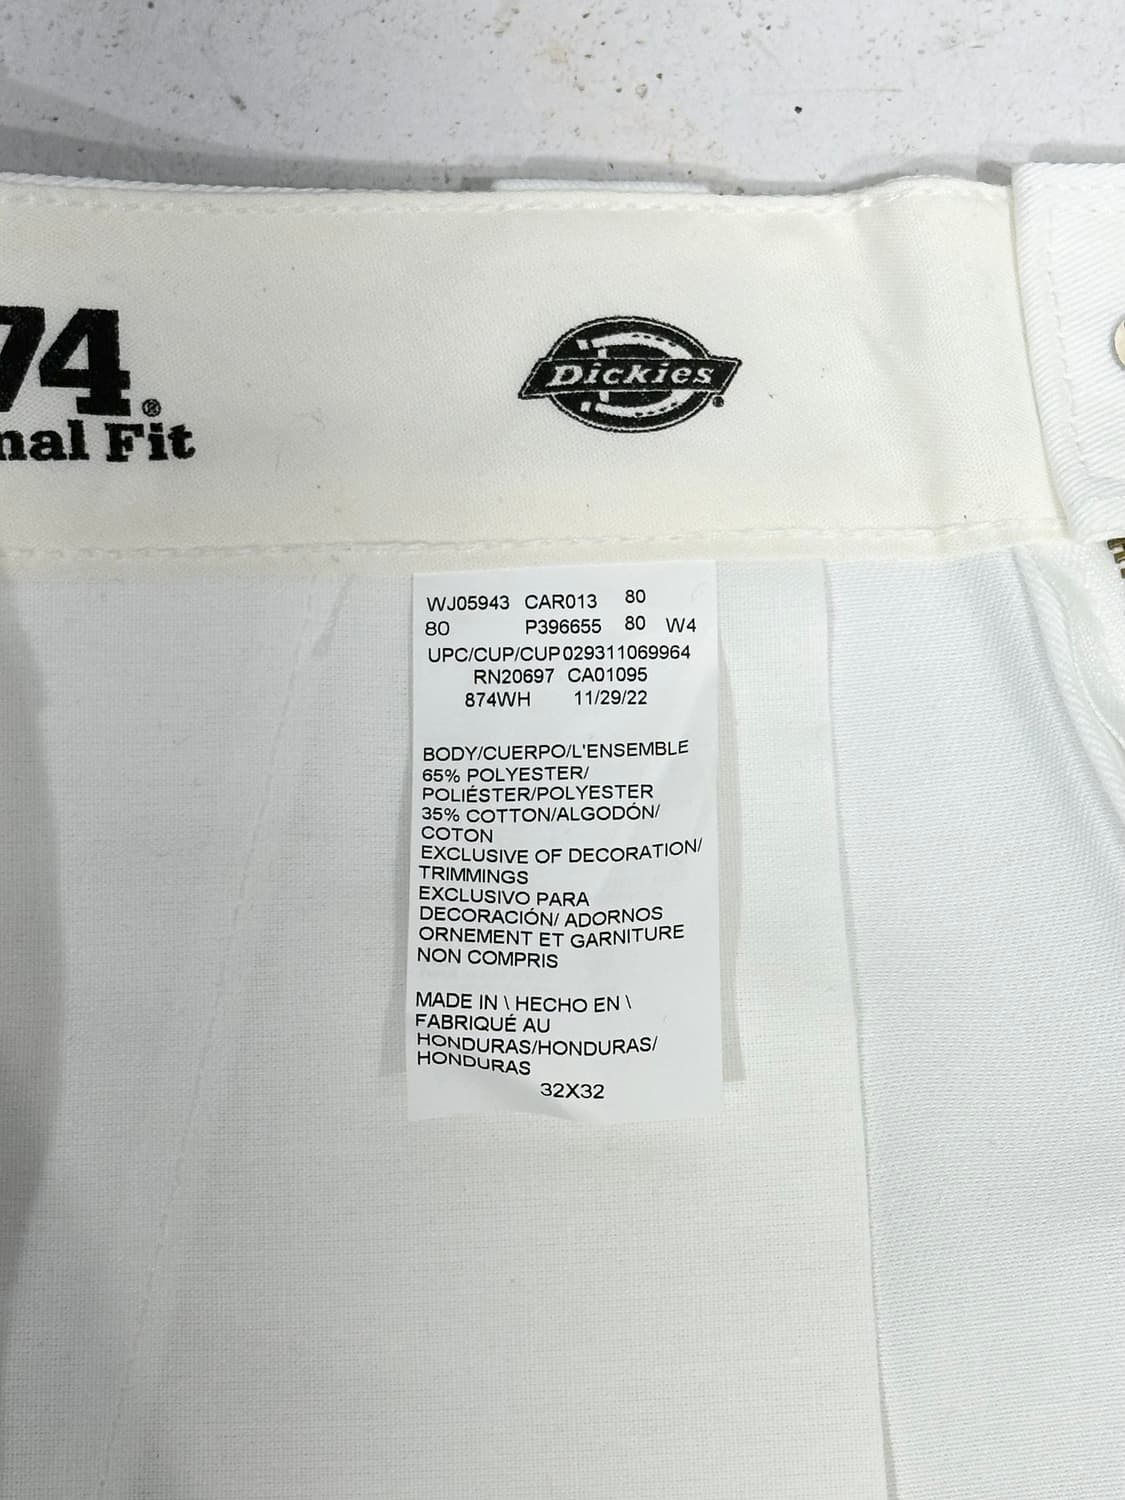 74®
nal Fit
Dickies
WJ05943 CAR013 80
80 P396655 80 W4
UPC/CUP/CUP029311069964
RN20697 CA01095
874WH 11/29/22
BODY/CUERPO/L'ENSEMBLE
65% POLYESTER/
POLIÉSTER/POLYESTER
35% COTTON/ALGODÓN/
COTON
EXCLUSIVE OF DECORATION/
TRIMMINGS
EXCLUSIVO PARA
DECORACIÓN/ ADORNOS
ORNEMENT ET GARNITURE
NON COMPRIS
MADE IN \ HECHO EN \
FABRIQUÉ AU
HONDURAS/HONDURAS/
HONDURAS
32X32